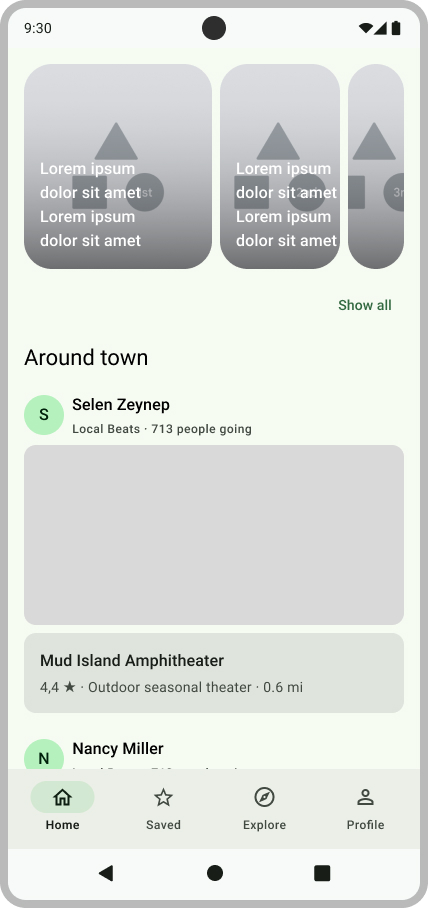 9:30
Lorem ipsum
dolor sit amet
Lorem ipsum
dolor sit amet
Lorem ipsum
dolor sit amet
Lorem ipsum
dolor sit amet
Show all
Around town
S
Selen Zeynep
Local Beats · 713 people going
Mud Island Amphitheater
4,4 ★ · Outdoor seasonal theater · 0.6 mi
N
Nancy Miller
Home
Saved
Explore
Profile